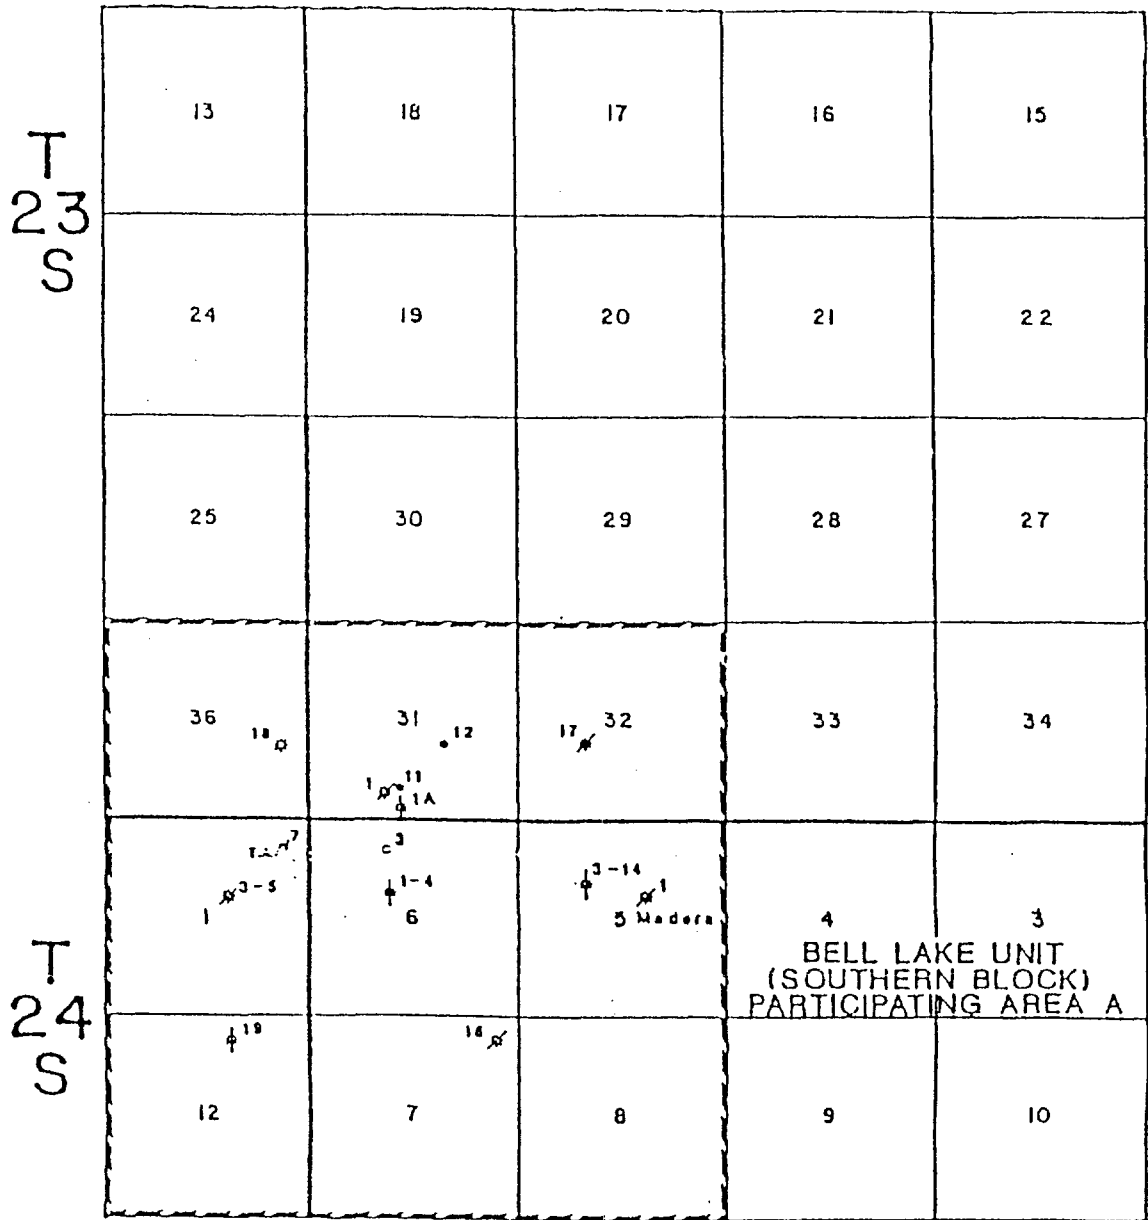 T
23
S
13 18 17 16 15
24 19 20 21 22
25 30 29 28 27
36 31 32 33 34
18 12 17
1 11
1A
7 3
3-5 1-4 3-14 1
1 6 5 Madera 4 3
BELL LAKE UNIT
(SOUTHERN BLOCK)
PARTICIPATING AREA A
T
24
S
19 16
12 7 8 9 10